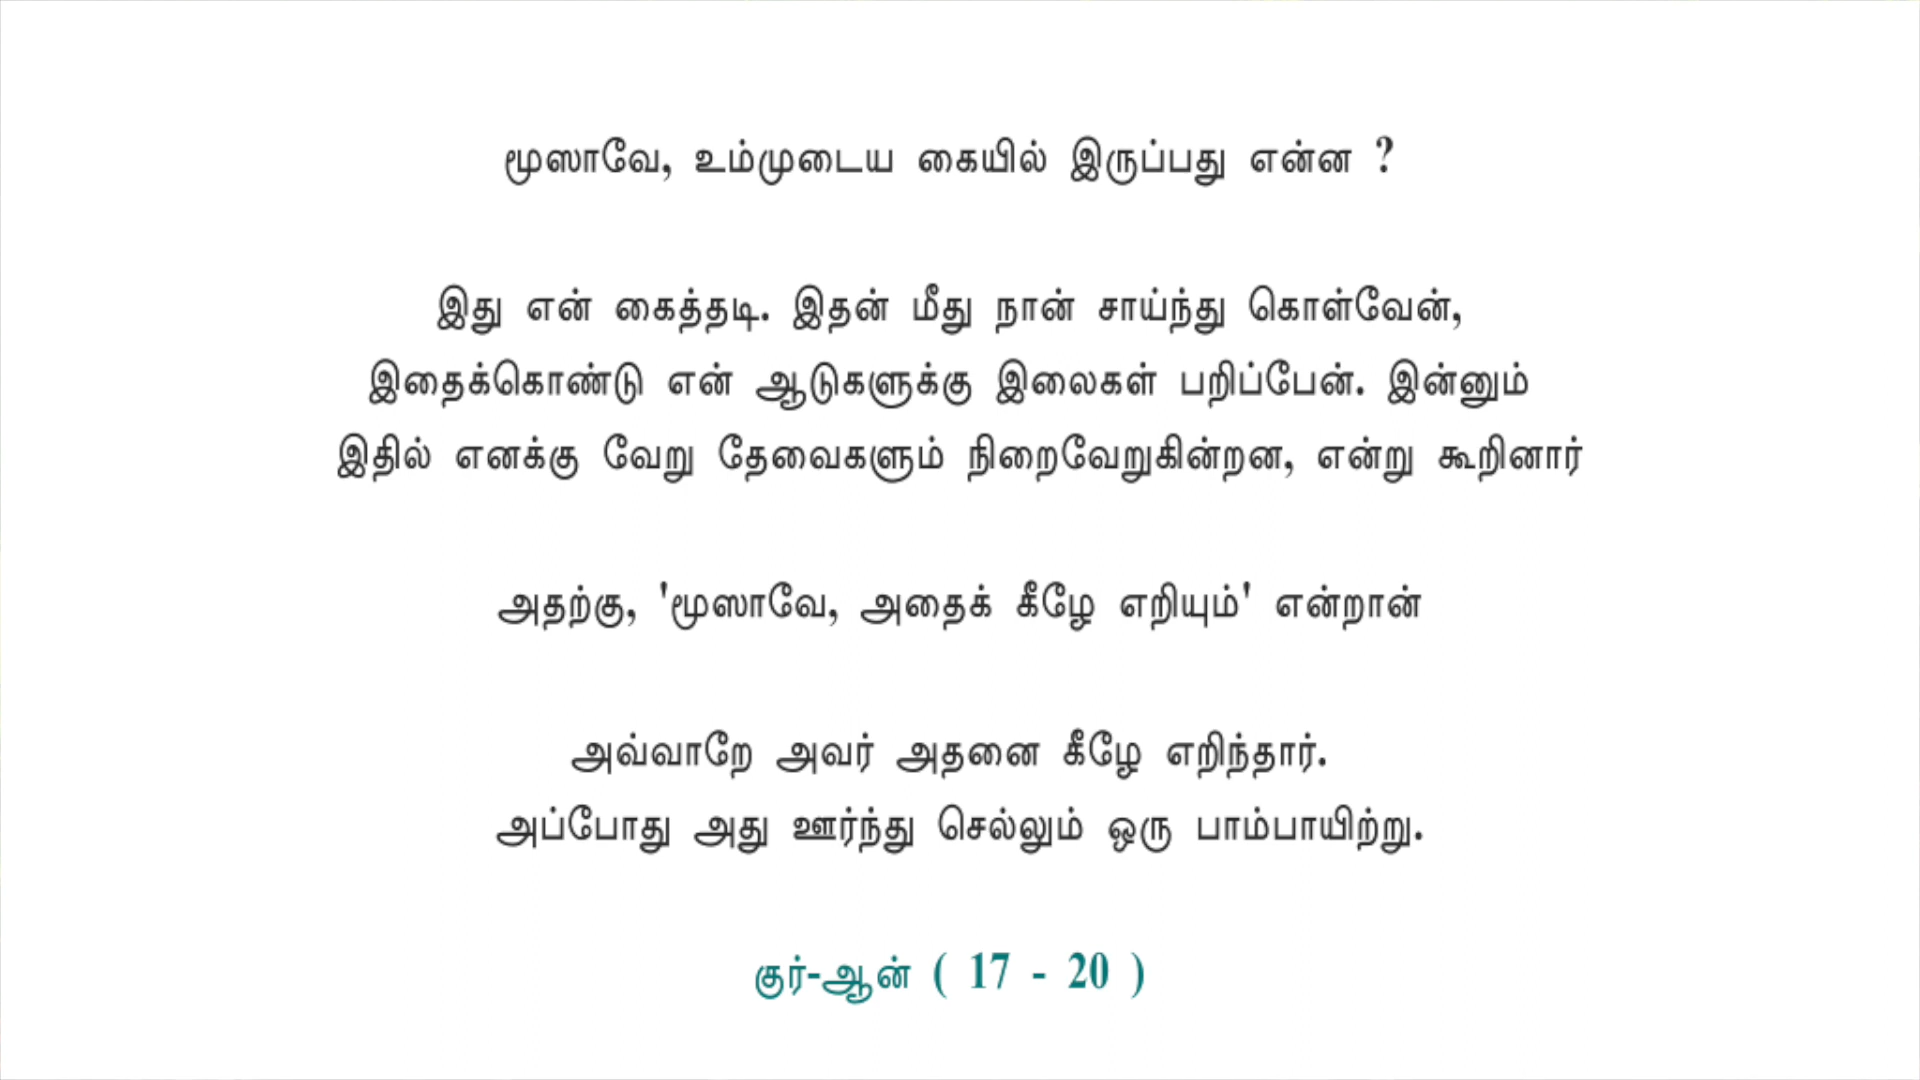 மூஸாவே, உம்முடைய கையில் இருப்பது என்ன ?
இது என் கைத்தடி. இதன் மீது நான் சாய்ந்து கொள்வேன்,
இதைக்கொண்டு என் ஆடுகளுக்கு இலைகள் பறிப்பேன். இன்னும்
இதில் எனக்கு வேறு தேவைகளும் நிறைவேறுகின்றன, என்று கூறினார்
அதற்கு, 'மூஸாவே, அதைக் கீழே எறியும்' என்றான்
அவ்வாறே அவர் அதனை கீழே எறிந்தார்.
அப்போது அது ஊர்ந்து செல்லும் ஒரு பாம்பாயிற்று.
குர்-ஆன் ( 17 - 20 )